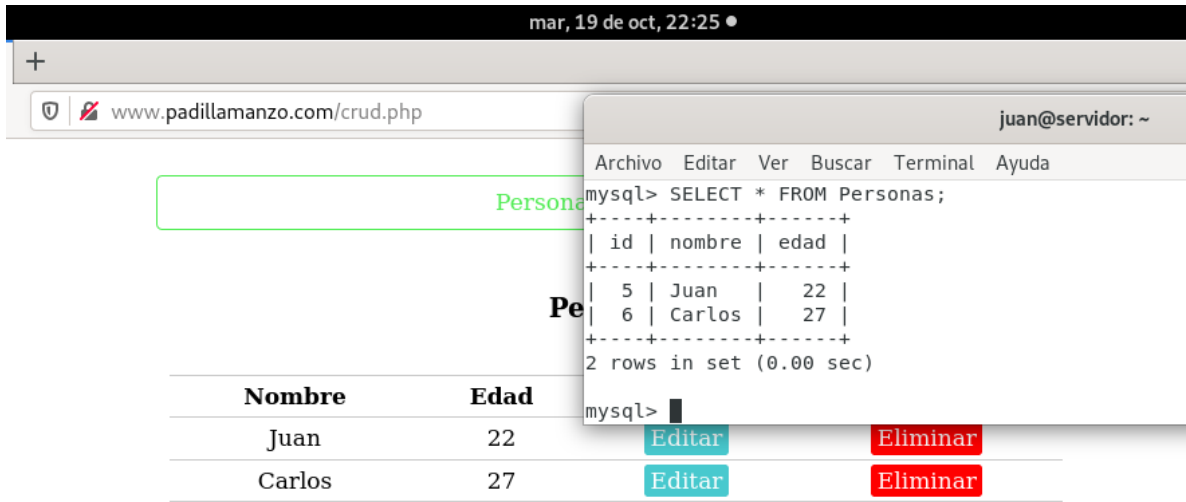 mar, 19 de oct, 22:25
+
www.padillamanzo.com/crud.php
juan@servidor: ~
Archivo Editar Ver Buscar Terminal Ayuda
mysql> SELECT * FROM Personas;
+----+--------+------+
| id | nombre | edad |
+----+--------+------+
| 5 | Juan | 22 |
| 6 | Carlos | 27 |
+----+--------+------+
2 rows in set (0.00 sec)
mysql>
Persona
Pe
Nombre Edad
Juan 22 Editar Eliminar
Carlos 27 Editar Eliminar